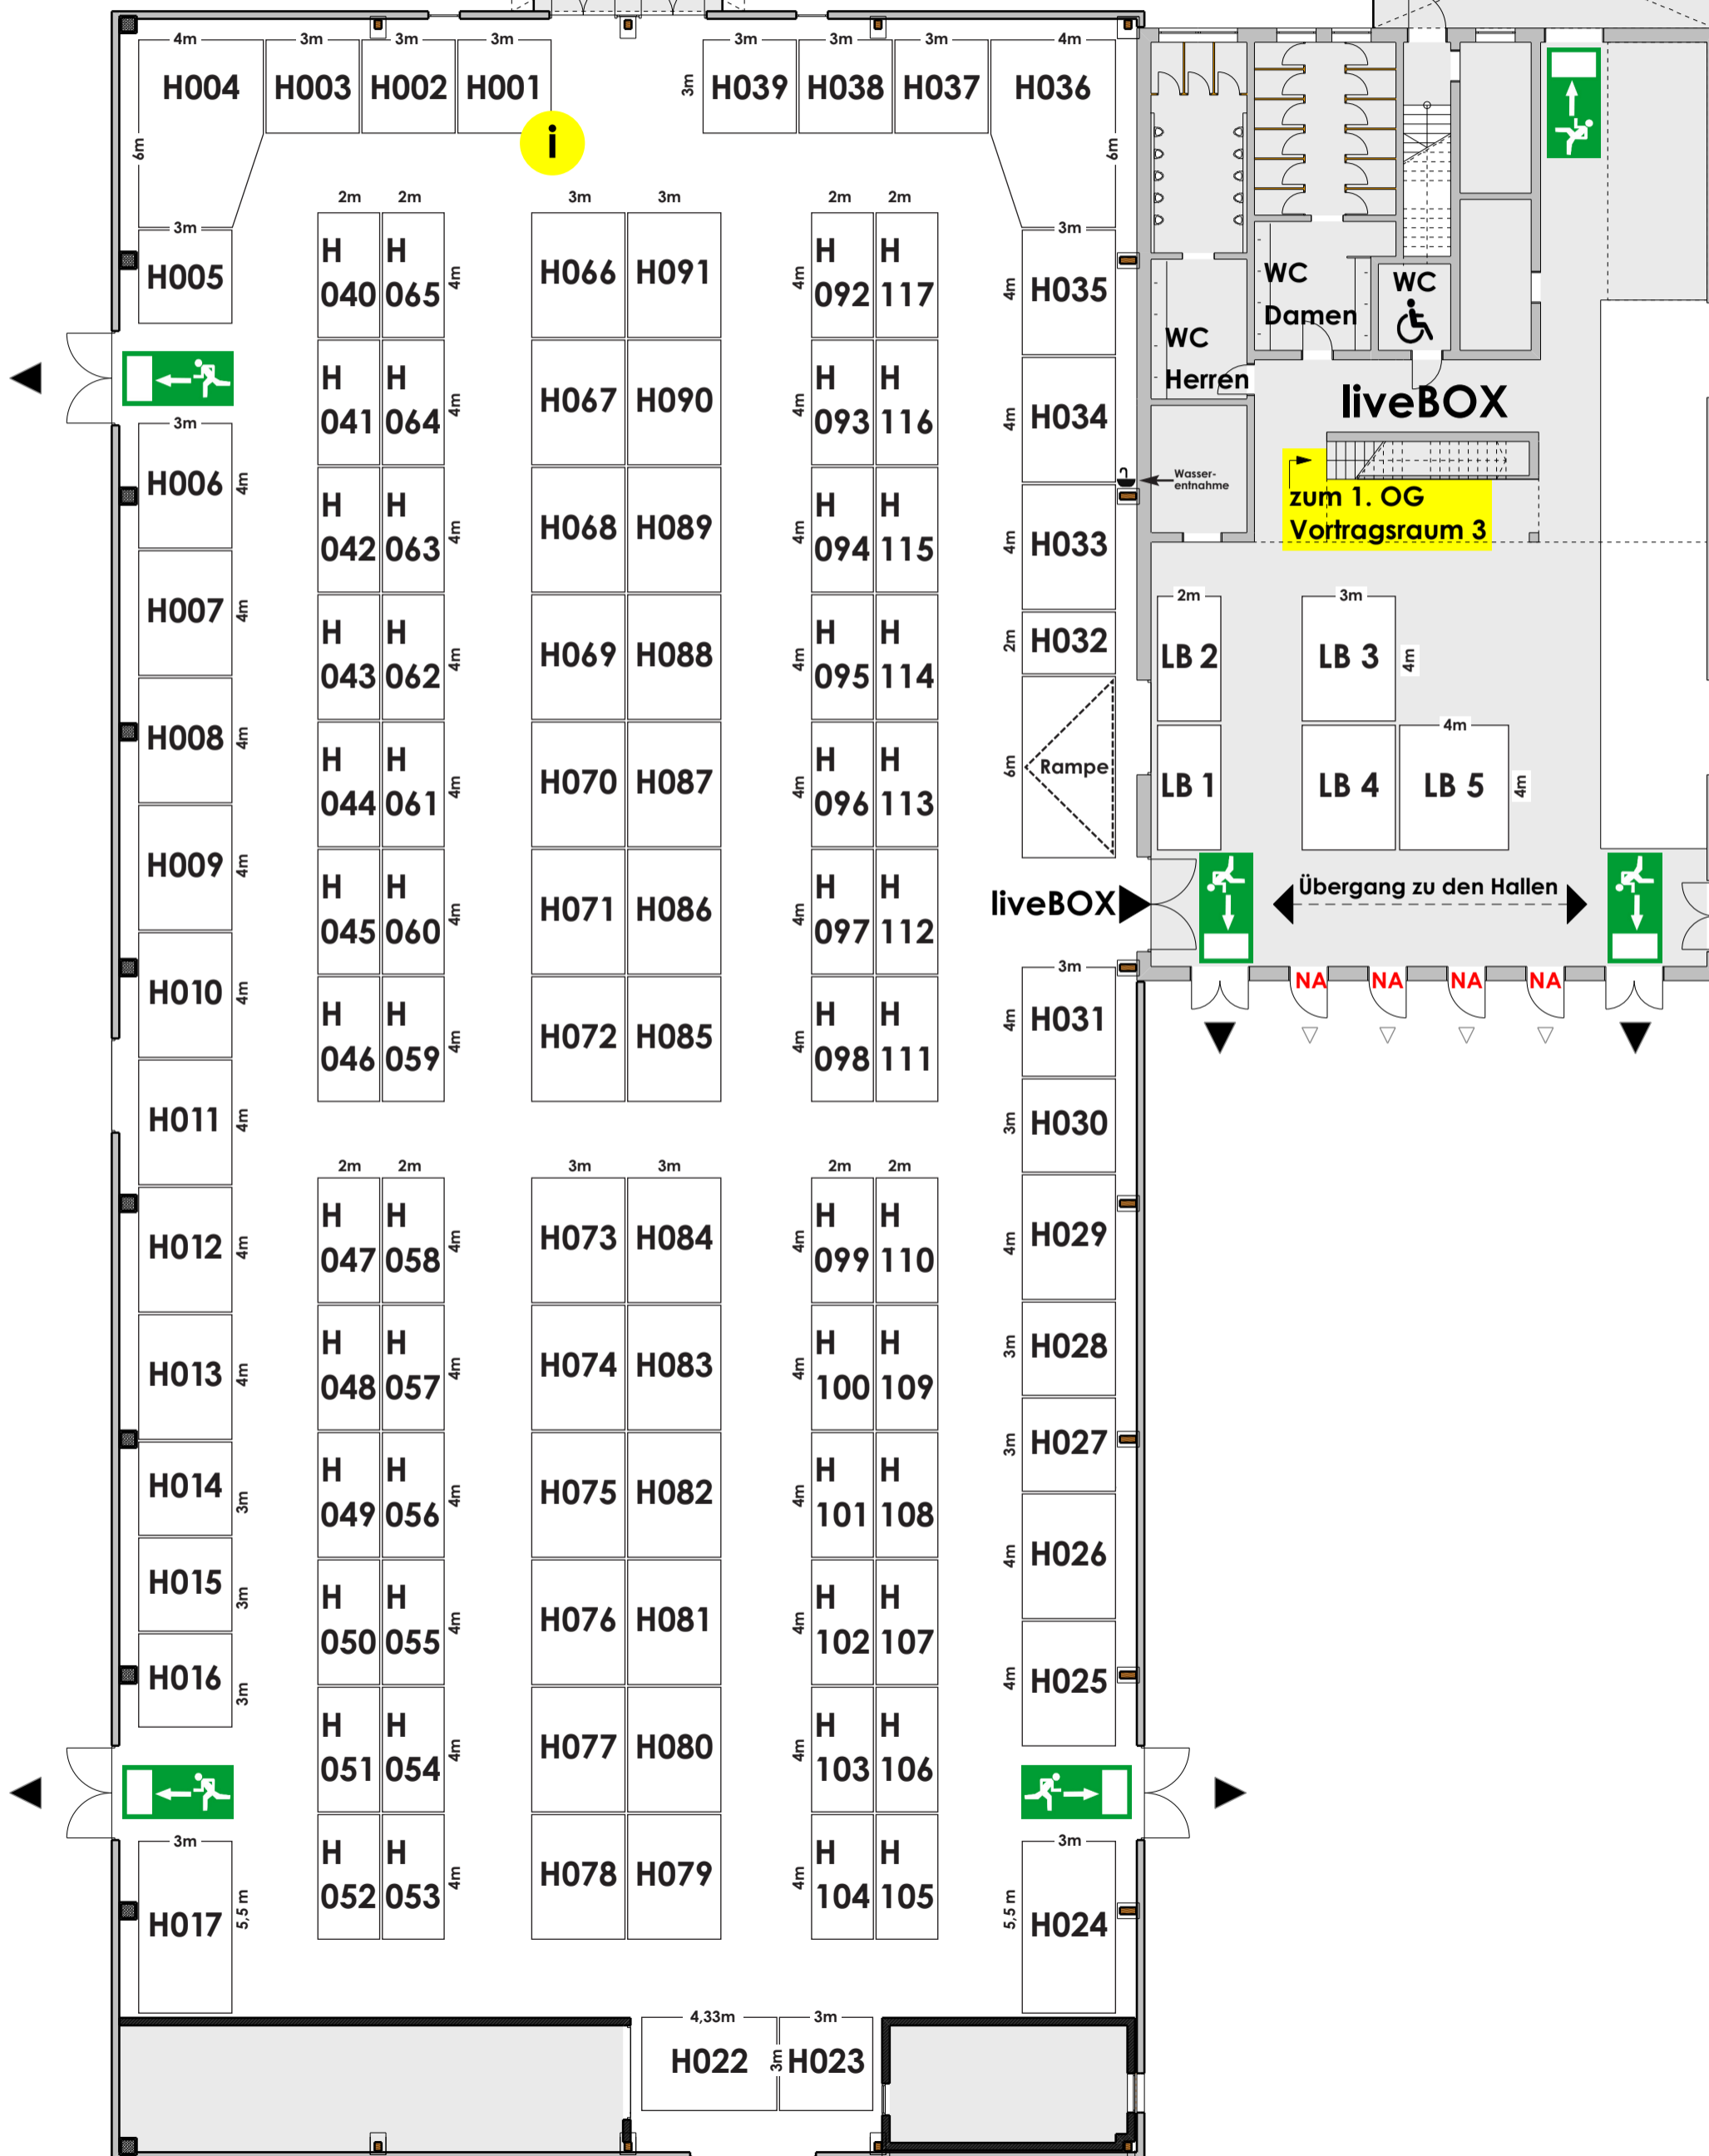 4m 3m 3m 3m 3m 3m 3m 4m
H004 H003 H002 H001 3m H039 H038 H037 H036
i
6m 6m
2m 2m 3m 3m 2m 2m
3m 3m
H H H H
H005 040 065 4m H066 H091 4m 092 117 4m H035
H H H H
041 064 4m H067 H090 4m 093 116 4m H034
3m
H006 4m
H H H H
042 063 4m H068 H089 4m 094 115 4m H033
H007 4m
H H H H
043 062 4m H069 H088 4m 095 114 2m H032
H008 4m
H H H H
044 061 4m H070 H087 4m 096 113 6m Rampe
H009 4m
H H H H
045 060 4m H071 H086 4m 097 112
liveBOX
H010 4m
3m
H H H H
046 059 4m H072 H085 4m 098 111 4m H031
H011 4m
3m H030
2m 2m 3m 3m 2m 2m
H H H H
H012 4m 047 058 4m H073 H084 4m 099 110 4m H029
H H H H
H013 4m 048 057 4m H074 H083 4m 100 109 3m H028
H H H H
H014 3m 049 056 4m H075 H082 4m 101 108 3m H027
H H H H
H015 3m 050 055 4m H076 H081 4m 102 107 4m H026
H016 3m
H H H H
051 054 4m H077 H080 4m 103 106 4m H025
3m 3m
H H H H
H017 5,5 m 052 053 4m H078 H079 4m 104 105 5,5 m H024
4,33m 3m
H022 3m H023
WC
Herren
WC
Damen
WC
liveBOX
Wasser-
entnahme
zum 1. OG
Vortragsraum 3
2m 3m
LB 2 LB 3 4m
4m
LB 1 LB 4 LB 5 4m
Übergang zu den Hallen
NA NA NA NA